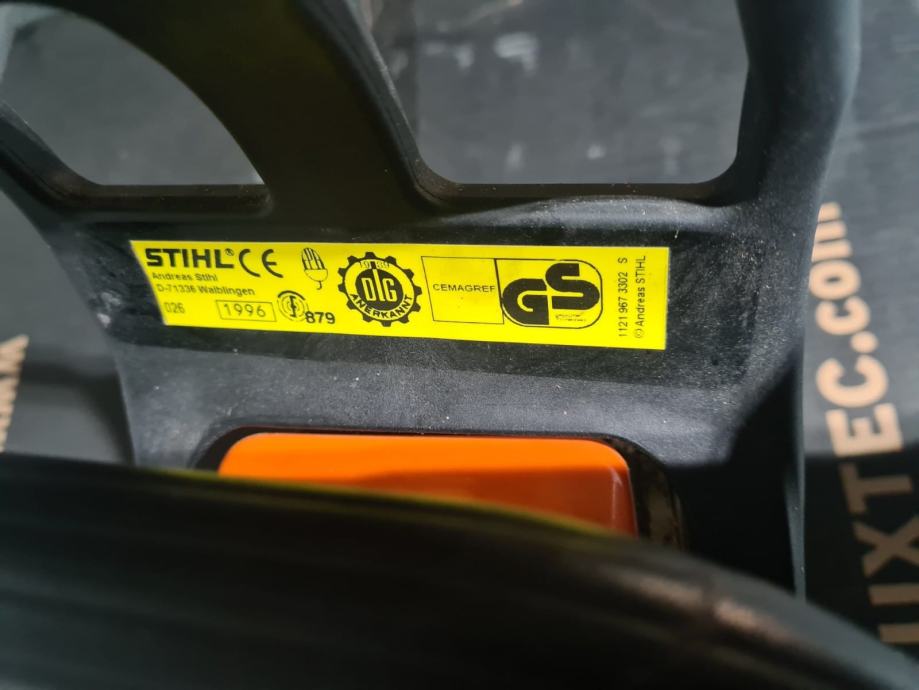 STIHL® CE
Andreas Stihl
D-71336 Waiblingen
026
1996
879
DLG
ANERKANNT
CEMAGREF
GS
1121 967 3302 S
© Andreas STIHL
UXTEC.com